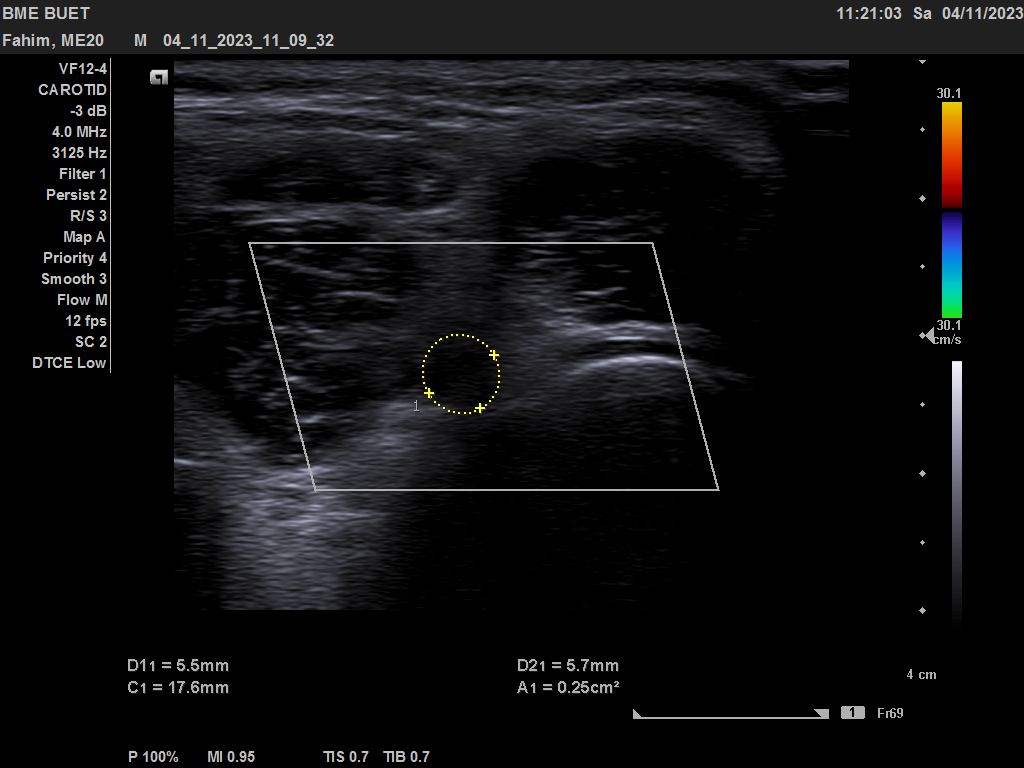 BME BUET
11:21:03 Sa 04/11/2023
Fahim, ME20 M 04_11_2023_11_09_32
VF12-4
CAROTID
-3 dB
4.0 MHz
3125 Hz
Filter 1
Persist 2
R/S 3
Map A
Priority 4
Smooth 3
Flow M
12 fps
SC 2
DTCE Low
30.1
30.1
cm/s
1
D11 = 5.5mm
D21 = 5.7mm
C1 = 17.6mm
A1 = 0.25cm²
4 cm
1 Fr69
P 100% MI 0.95 TIS 0.7 TIB 0.7